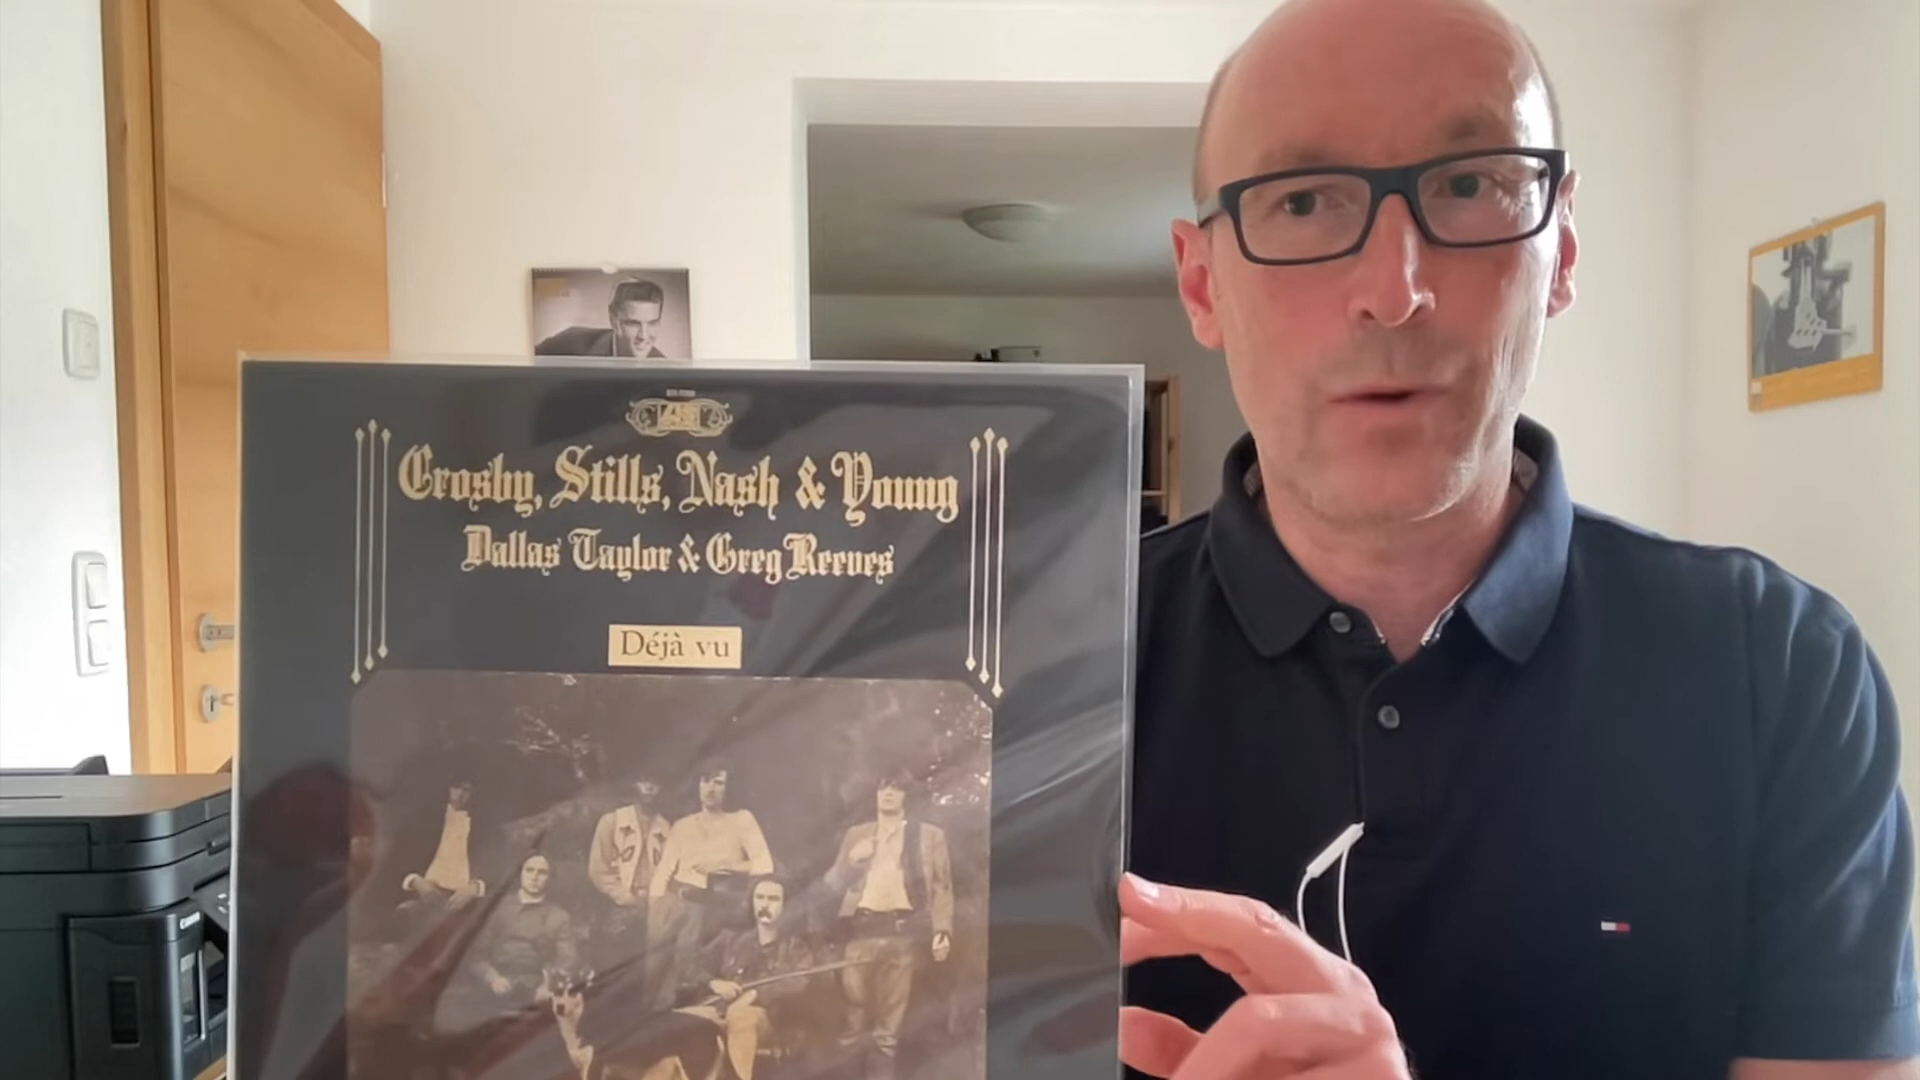 Crosby, Stills, Nash & Young
Dallas Taylor & Greg Reeves
Déjà vu